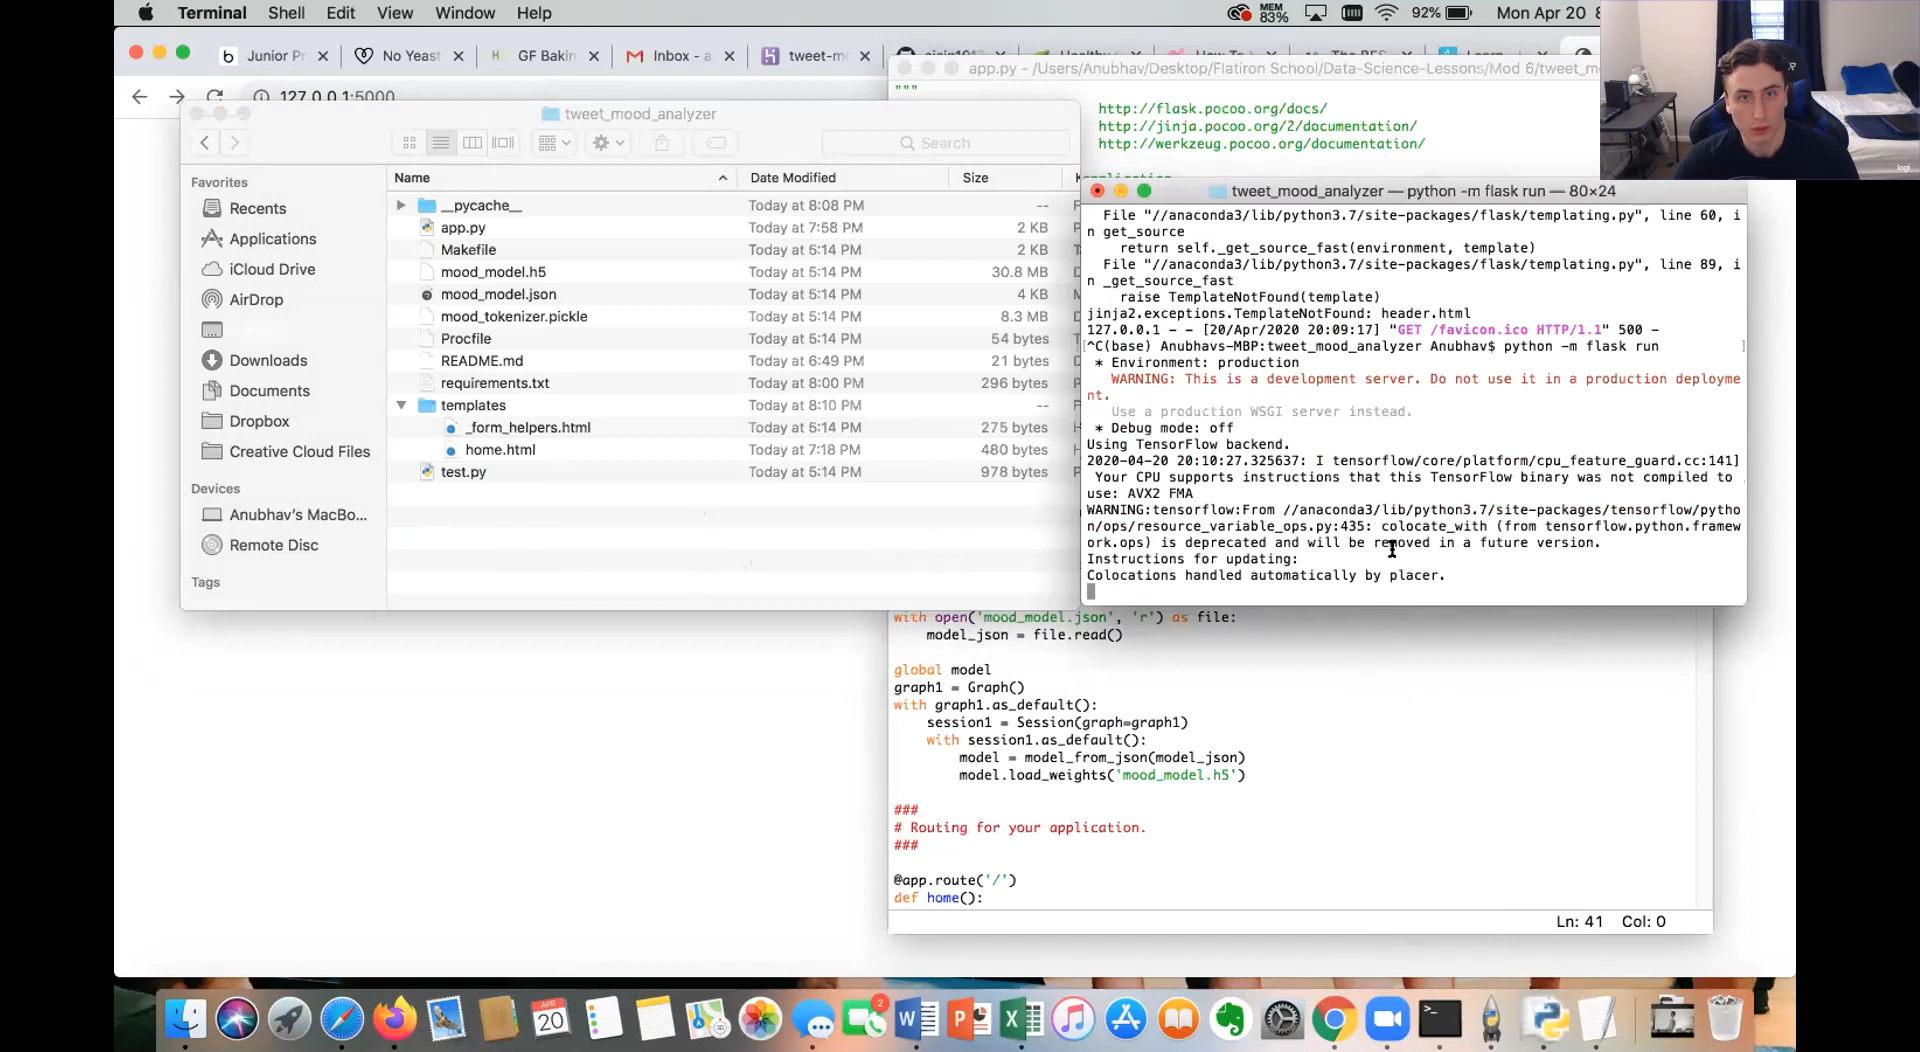 Terminal Shell Edit View Window Help
MEM 83% 92% Mon Apr 20 8
Junior Pr No Yeast GF Bakin Inbox - a tweet-m
127.0.0.1:5000
app.py - /Users/Anubhav/Desktop/Flatiron School/Data-Science-Lessons/Mod 6/tweet_m
"""
http://flask.pocoo.org/docs/
http://jinja.pocoo.org/2/documentation/
http://werkzeug.pocoo.org/documentation/
tweet_mood_analyzer
Search
Favorites
Recents
Applications
iCloud Drive
AirDrop
Downloads
Documents
Dropbox
Creative Cloud Files
Devices
Anubhav's MacBo...
Remote Disc
Tags
Name Date Modified Size
__pycache__ Today at 8:08 PM --
app.py Today at 7:58 PM 2 KB
Makefile Today at 5:14 PM 2 KB
mood_model.h5 Today at 5:14 PM 30.8 MB
mood_model.json Today at 5:14 PM 4 KB
mood_tokenizer.pickle Today at 5:14 PM 8.3 MB
Procfile Today at 5:14 PM 54 bytes
README.md Today at 6:49 PM 21 bytes
requirements.txt Today at 8:00 PM 296 bytes
templates Today at 8:10 PM --
_form_helpers.html Today at 5:14 PM 275 bytes
home.html Today at 7:18 PM 480 bytes
test.py Today at 5:14 PM 978 bytes
tweet_mood_analyzer — python -m flask run — 80×24
File "//anaconda3/lib/python3.7/site-packages/flask/templating.py", line 60, i
n get_source
return self._get_source_fast(environment, template)
File "//anaconda3/lib/python3.7/site-packages/flask/templating.py", line 89, i
n _get_source_fast
raise TemplateNotFound(template)
jinja2.exceptions.TemplateNotFound: header.html
127.0.0.1 - - [20/Apr/2020 20:09:17] "GET /favicon.ico HTTP/1.1" 500 -
^C(base) Anubhavs-MBP:tweet_mood_analyzer Anubhav$ python -m flask run
* Environment: production
WARNING: This is a development server. Do not use it in a production deployme
nt.
Use a production WSGI server instead.
* Debug mode: off
Using TensorFlow backend.
2020-04-20 20:10:27.325637: I tensorflow/core/platform/cpu_feature_guard.cc:141]
Your CPU supports instructions that this TensorFlow binary was not compiled to
use: AVX2 FMA
WARNING:tensorflow:From //anaconda3/lib/python3.7/site-packages/tensorflow/pytho
n/ops/resource_variable_ops.py:435: colocate_with (from tensorflow.python.framew
ork.ops) is deprecated and will be removed in a future version.
Instructions for updating:
Colocations handled automatically by placer.
with open('mood_model.json', 'r') as file:
model_json = file.read()
global model
graph1 = Graph()
with graph1.as_default():
session1 = Session(graph=graph1)
with session1.as_default():
model = model_from_json(model_json)
model.load_weights('mood_model.h5')
###
# Routing for your application.
###
@app.route('/')
def home():
Ln: 41 Col: 0
APR
20
2
logi